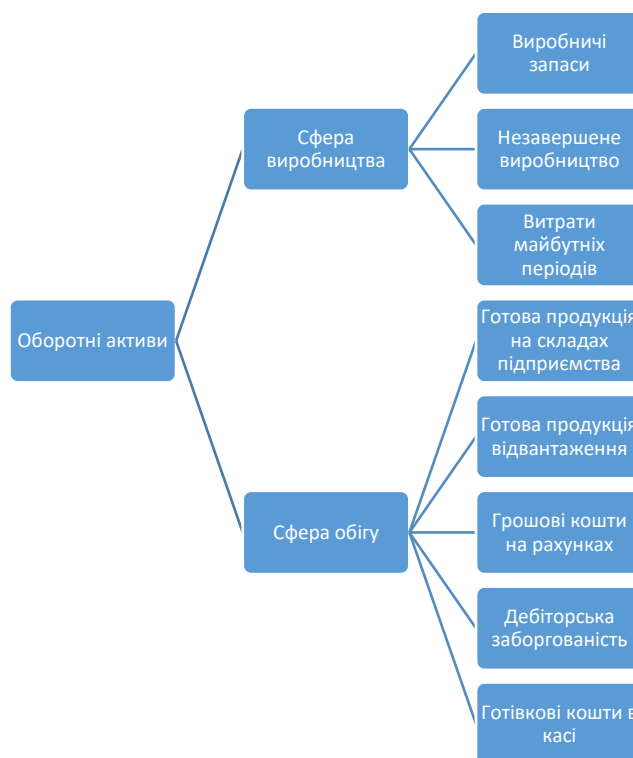 Виробничі
запаси
Сфера
виробництва
Незавершене
виробництво
Витрати
майбутніх
періодів
Оборотні активи
Готова продукція
на складах
підприємства
Готова продукція
відвантаження
Сфера обігу
Грошові кошти
на рахунках
Дебіторська
заборгованість
Готівкові кошти в
касі